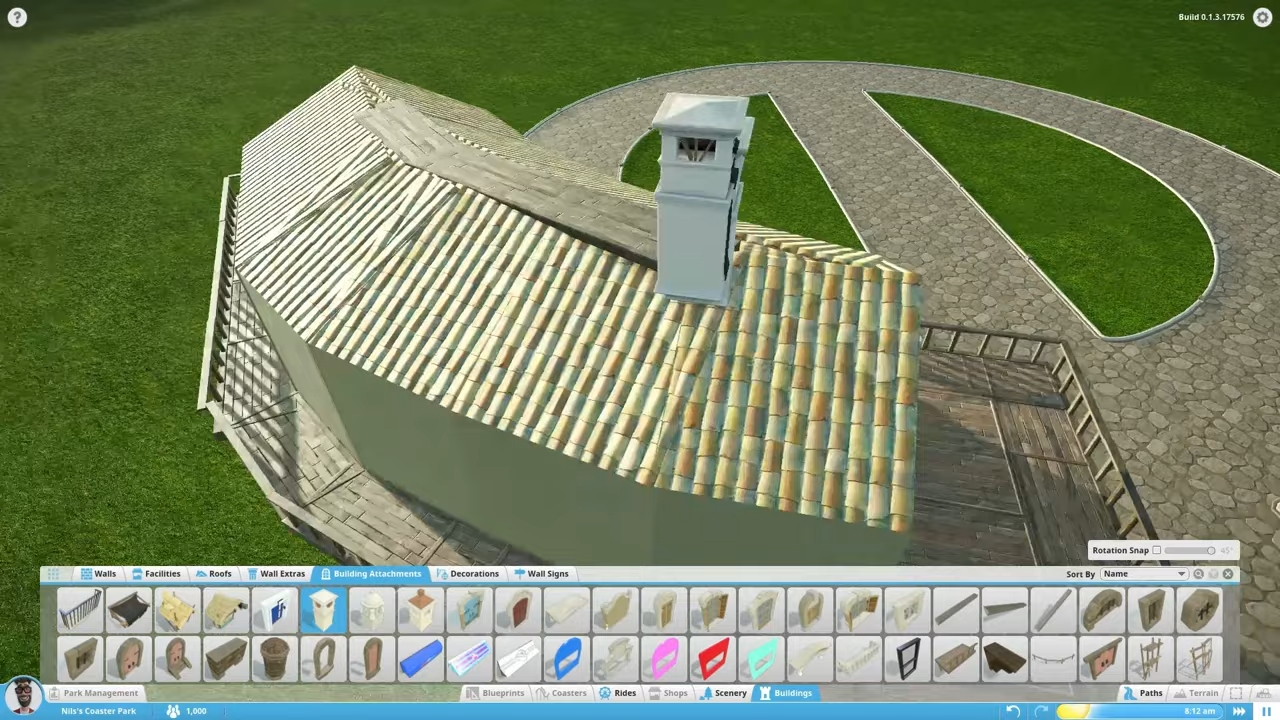 ?
Build 0.1.3.17576
Rotation Snap 45°
Walls Facilities Roofs Wall Extras Building Attachments Decorations Wall Signs Sort By Name
Park Management Blueprints Coasters Rides Shops Scenery Buildings Paths Terrain
Nils's Coaster Park 1,000 8:12 am